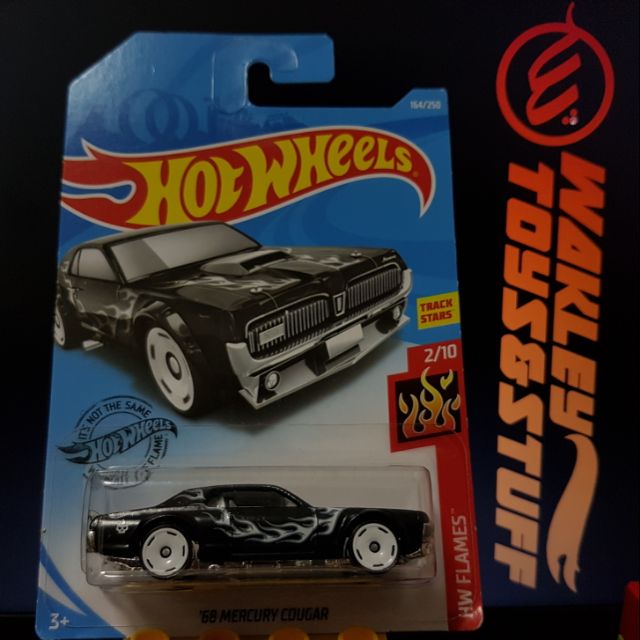 164/250
HOT WHEELS
TRACK
STARS
2/10
IT'S NOT THE SAME
HOT WHEELS
FLAME
HW FLAMES
'68 MERCURY COUGAR
3+
WAKLEY
TOYS&STUFF